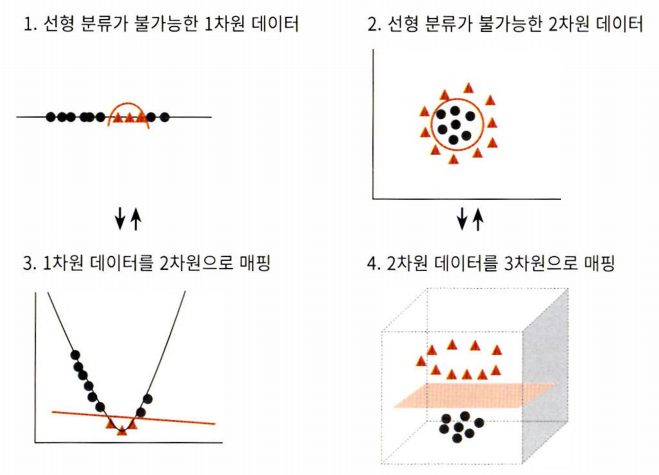 1. 선형 분류가 불가능한 1차원 데이터
2. 선형 분류가 불가능한 2차원 데이터
3. 1차원 데이터를 2차원으로 매핑
4. 2차원 데이터를 3차원으로 매핑